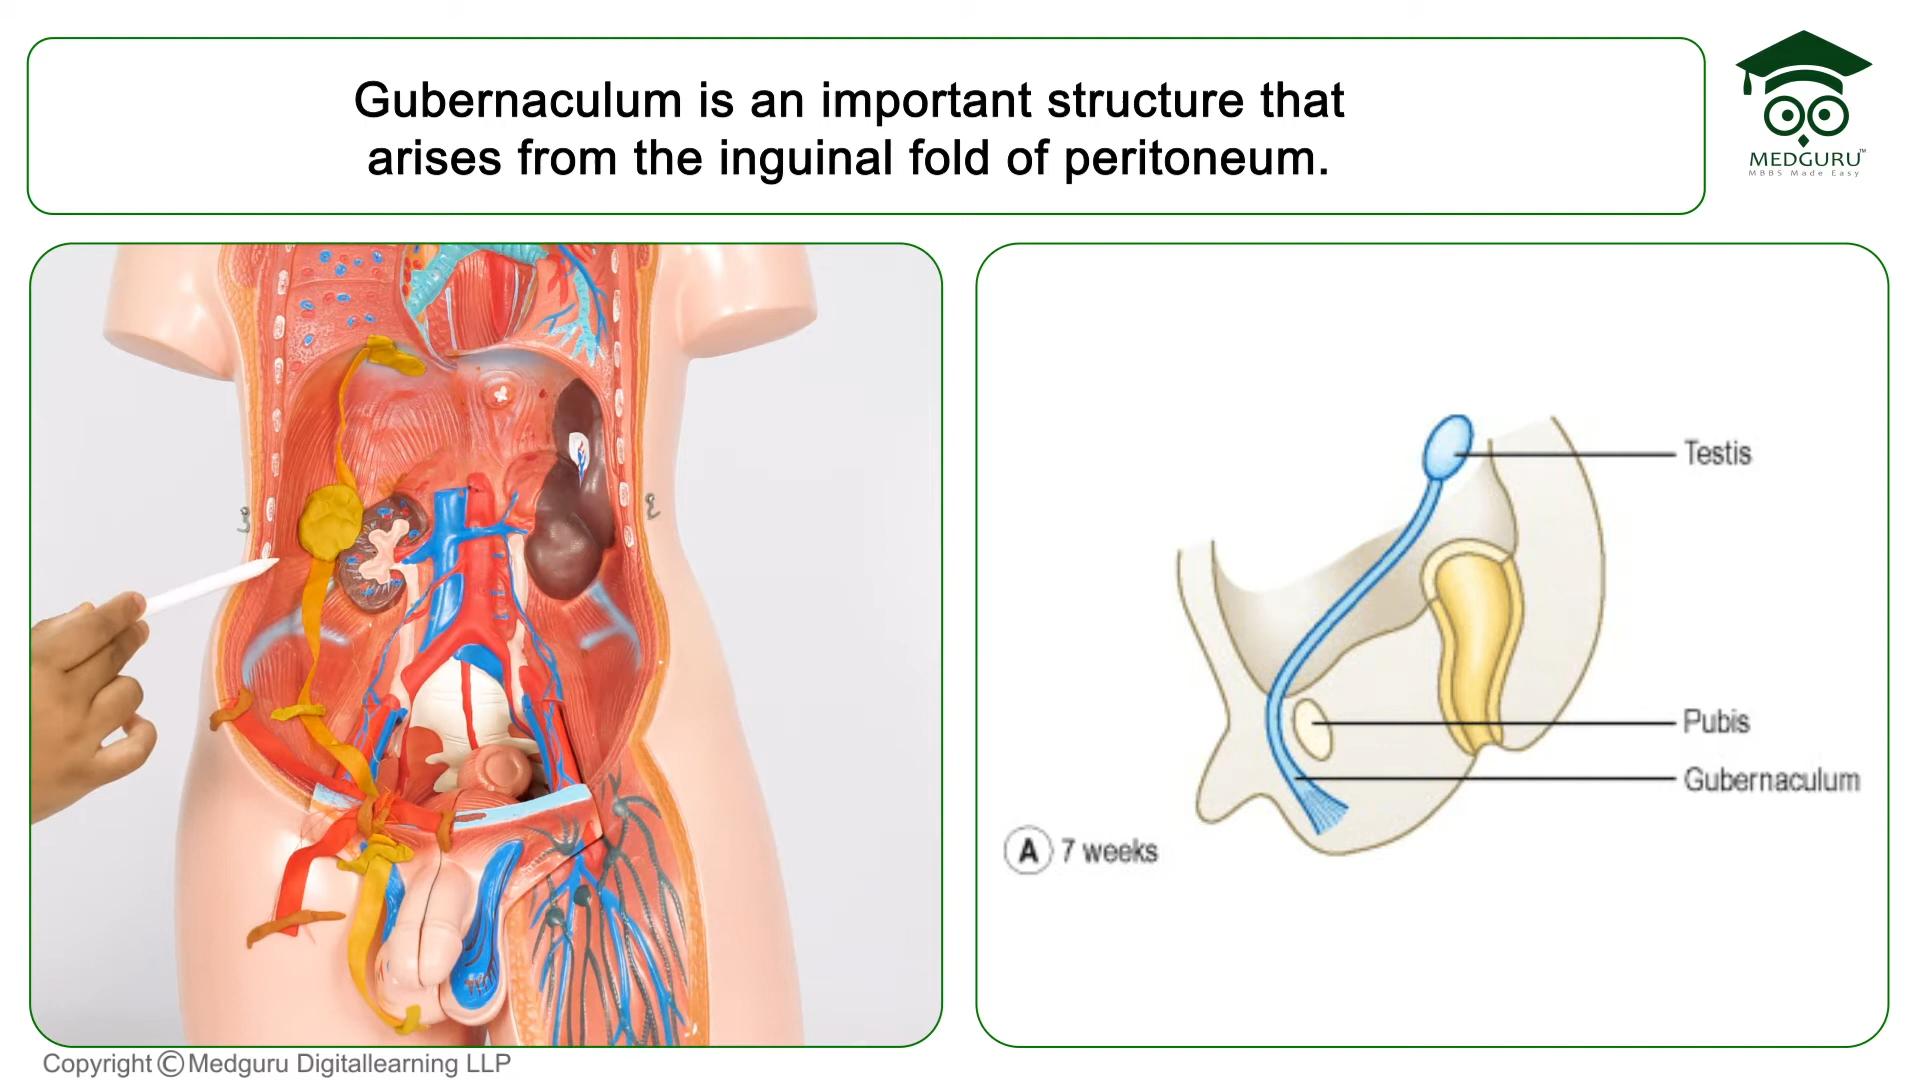 Gubernaculum is an important structure that
arises from the inguinal fold of peritoneum.
MEDGURU™
MBBS Made Easy
Testis
Pubis
Gubernaculum
A 7 weeks
Copyright © Medguru Digitallearning LLP